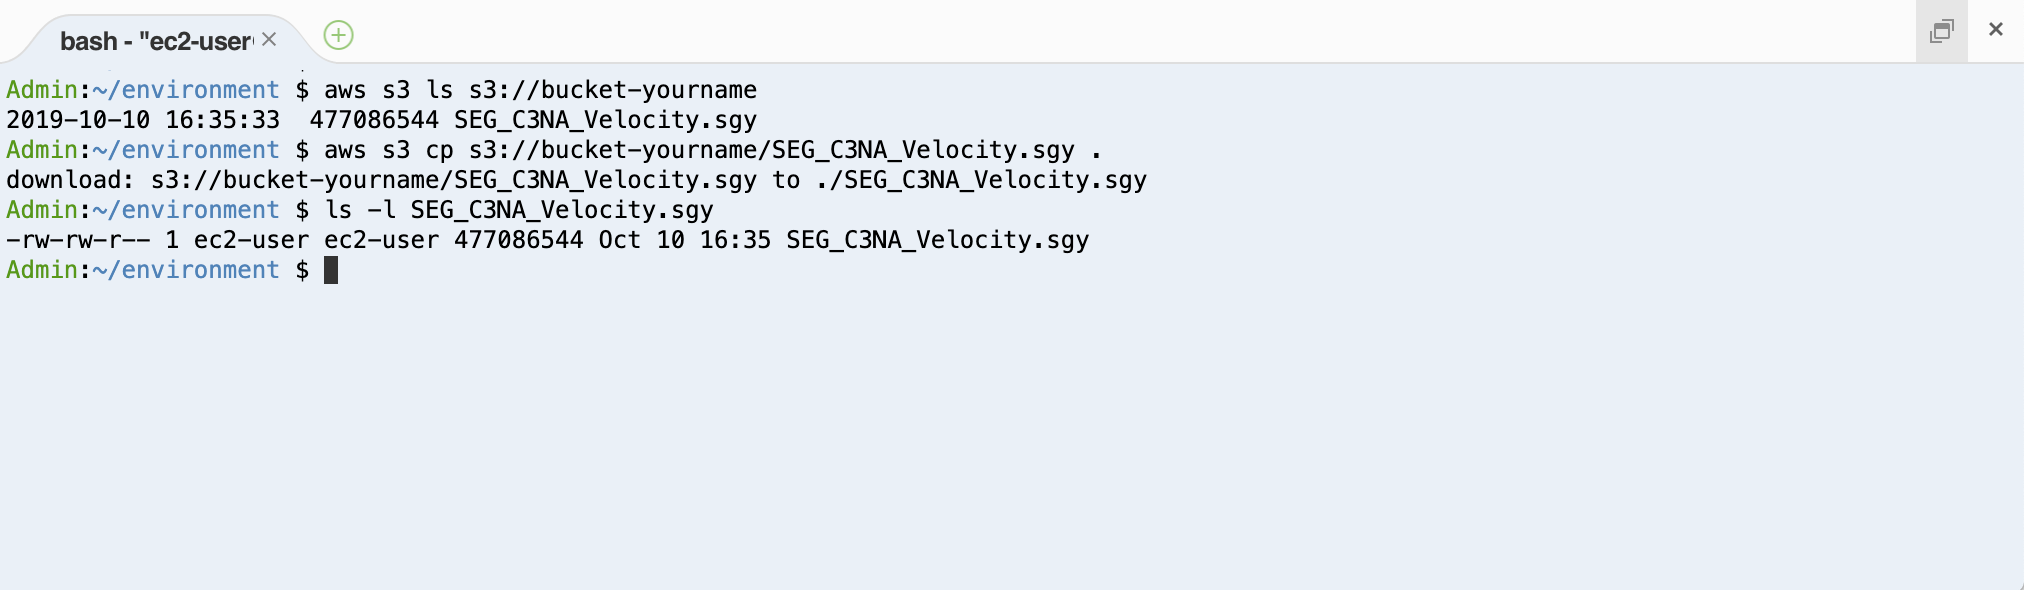 bash - "ec2-user
Admin:~/environment $ aws s3 ls s3://bucket-yourname
2019-10-10 16:35:33  477086544 SEG_C3NA_Velocity.sgy
Admin:~/environment $ aws s3 cp s3://bucket-yourname/SEG_C3NA_Velocity.sgy .
download: s3://bucket-yourname/SEG_C3NA_Velocity.sgy to ./SEG_C3NA_Velocity.sgy
Admin:~/environment $ ls -l SEG_C3NA_Velocity.sgy
-rw-rw-r-- 1 ec2-user ec2-user 477086544 Oct 10 16:35 SEG_C3NA_Velocity.sgy
Admin:~/environment $